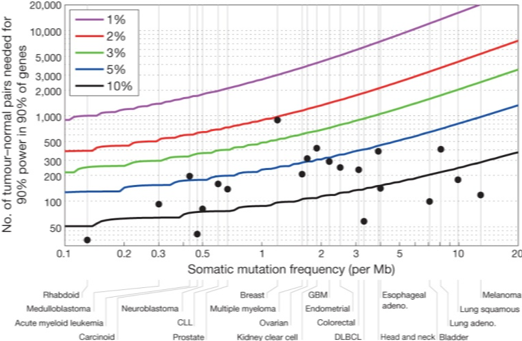 No. of tumour–normal pairs needed for
90% power in 90% of genes
20,000
10,000
5,000
3,000
2,000
1,000
500
300
200
100
50
1%
2%
3%
5%
10%
0.1 0.2 0.3 0.5 1 2 3 5 10 20
Somatic mutation frequency (per Mb)
Rhabdoid Breast GBM Esophageal adeno. Melanoma
Medulloblastoma Neuroblastoma Multiple myeloma Endometrial Lung squamous
Acute myeloid leukemia CLL Ovarian Colorectal Lung adeno.
Carcinoid Prostate Kidney clear cell DLBCL Head and neck Bladder